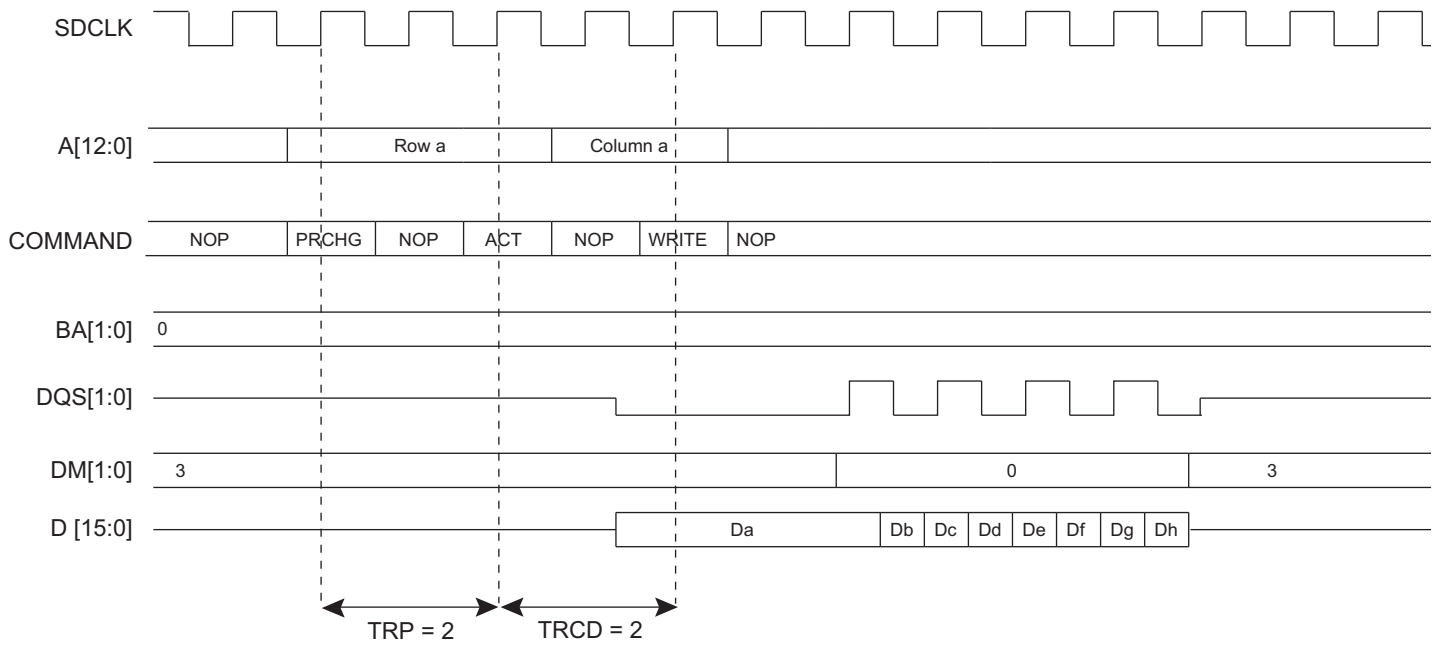 SDCLK
A[12:0] Row a Column a
COMMAND NOP PRCHG NOP ACT NOP WRITE NOP
BA[1:0] 0
DQS[1:0]
DM[1:0] 3 0 3
D [15:0] Da Db Dc Dd De Df Dg Dh
TRP = 2 TRCD = 2